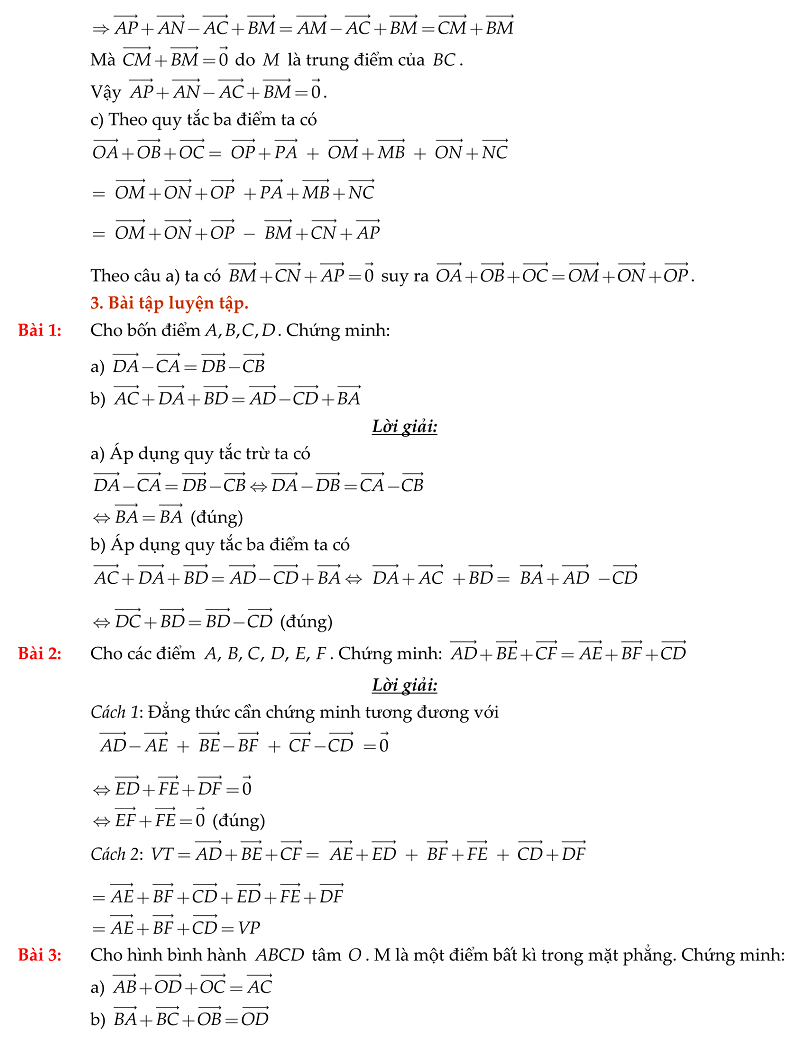 ⇒ $\overrightarrow{AP}+\overrightarrow{AN}-\overrightarrow{AC}+\overrightarrow{BM}=\overrightarrow{AM}-\overrightarrow{AC}+\overrightarrow{BM}=\overrightarrow{CM}+\overrightarrow{BM}$
Mà $\overrightarrow{CM}+\overrightarrow{BM}=\vec{0}$ do M là trung điểm của BC.
Vậy $\overrightarrow{AP}+\overrightarrow{AN}-\overrightarrow{AC}+\overrightarrow{BM}=\vec{0}$.
c) Theo quy tắc ba điểm ta có
$\overrightarrow{OA}+\overrightarrow{OB}+\overrightarrow{OC}= \overrightarrow{OP}+\overrightarrow{PA} + \overrightarrow{OM}+\overrightarrow{MB} + \overrightarrow{ON}+\overrightarrow{NC}$
$= \overrightarrow{OM}+\overrightarrow{ON}+\overrightarrow{OP} +\overrightarrow{PA}+\overrightarrow{MB}+\overrightarrow{NC}$
$= \overrightarrow{OM}+\overrightarrow{ON}+\overrightarrow{OP} - \overrightarrow{BM}+\overrightarrow{CN}+\overrightarrow{AP}$
Theo câu a) ta có $\overrightarrow{BM}+\overrightarrow{CN}+\overrightarrow{AP}=\vec{0}$ suy ra $\overrightarrow{OA}+\overrightarrow{OB}+\overrightarrow{OC}=\overrightarrow{OM}+\overrightarrow{ON}+\overrightarrow{OP}$.
3. Bài tập luyện tập.
Bài 1: Cho bốn điểm A,B,C,D. Chứng minh:
a) $\overrightarrow{DA}-\overrightarrow{CA}=\overrightarrow{DB}-\overrightarrow{CB}$
b) $\overrightarrow{AC}+\overrightarrow{DA}+\overrightarrow{BD}=\overrightarrow{AD}-\overrightarrow{CD}+\overrightarrow{BA}$
Lời giải:
a) Áp dụng quy tắc trừ ta có
$\overrightarrow{DA}-\overrightarrow{CA}=\overrightarrow{DB}-\overrightarrow{CB}⇔\overrightarrow{DA}-\overrightarrow{DB}=\overrightarrow{CA}-\overrightarrow{CB}$
⇔ $\overrightarrow{BA}=\overrightarrow{BA}$ (đúng)
b) Áp dụng quy tắc ba điểm ta có
$\overrightarrow{AC}+\overrightarrow{DA}+\overrightarrow{BD}=\overrightarrow{AD}-\overrightarrow{CD}+\overrightarrow{BA}⇔ \overrightarrow{DA}+\overrightarrow{AC} +\overrightarrow{BD}= \overrightarrow{BA}+\overrightarrow{AD} -\overrightarrow{CD}$
⇔ $\overrightarrow{DC}+\overrightarrow{BD}=\overrightarrow{BD}-\overrightarrow{CD}$ (đúng)
Bài 2: Cho các điểm A, B, C, D, E, F. Chứng minh: $\overrightarrow{AD}+\overrightarrow{BE}+\overrightarrow{CF}=\overrightarrow{AE}+\overrightarrow{BF}+\overrightarrow{CD}$
Lời giải:
Cách 1: Đẳng thức cần chứng minh tương đương với
$\overrightarrow{AD}-\overrightarrow{AE} + \overrightarrow{BE}-\overrightarrow{BF} + \overrightarrow{CF}-\overrightarrow{CD} =\vec{0}$
⇔ $\overrightarrow{ED}+\overrightarrow{FE}+\overrightarrow{DF}=\vec{0}$
⇔ $\overrightarrow{EF}+\overrightarrow{FE}=\vec{0}$ (đúng)
Cách 2: $VT=\overrightarrow{AD}+\overrightarrow{BE}+\overrightarrow{CF}= \overrightarrow{AE}+\overrightarrow{ED} + \overrightarrow{BF}+\overrightarrow{FE} + \overrightarrow{CD}+\overrightarrow{DF}$
$=\overrightarrow{AE}+\overrightarrow{BF}+\overrightarrow{CD}+\overrightarrow{ED}+\overrightarrow{FE}+\overrightarrow{DF}$
$=\overrightarrow{AE}+\overrightarrow{BF}+\overrightarrow{CD}=VP$
Bài 3: Cho hình bình hành ABCD tâm O. M là một điểm bất kì trong mặt phẳng. Chứng minh:
a) $\overrightarrow{AB}+\overrightarrow{OD}+\overrightarrow{OC}=\overrightarrow{AC}$
b) $\overrightarrow{BA}+\overrightarrow{BC}+\overrightarrow{OB}=\overrightarrow{OD}$